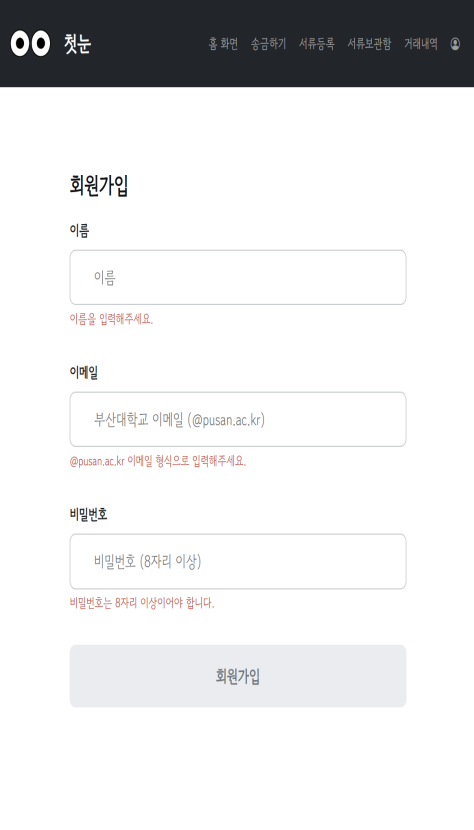 첫눈
홈 화면 송금하기 서류등록 서류보관함 거래내역
회원가입
이름
이름
이름을 입력해주세요.
이메일
부산대학교 이메일 (@pusan.ac.kr)
@pusan.ac.kr 이메일 형식으로 입력해주세요.
비밀번호
비밀번호 (8자리 이상)
비밀번호는 8자리 이상이어야 합니다.
회원가입